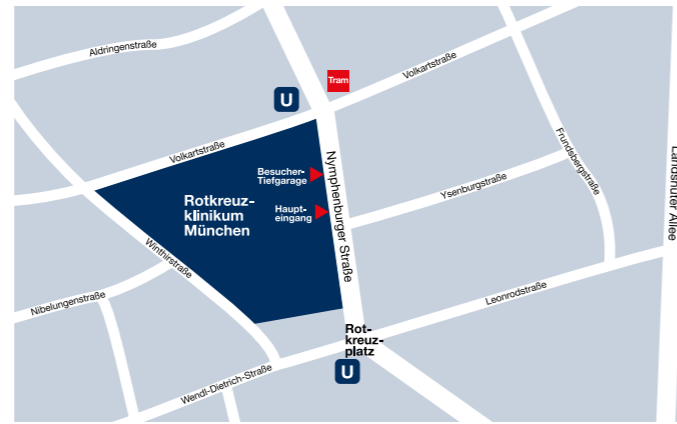 Aldringenstraße
Tram
Volkartstraße
U
Volkartstraße
Besucher-
Tiefgarage
Nymphenburger Straße
Frundsbergstraße
Landshuter Allee
Ysenburgstraße
Rotkreuz-
klinikum
München
Haupt-
eingang
Winthirstraße
Nibelungenstraße
Leonrodstraße
Rot-
kreuz-
platz
U
Wendl-Dietrich-Straße